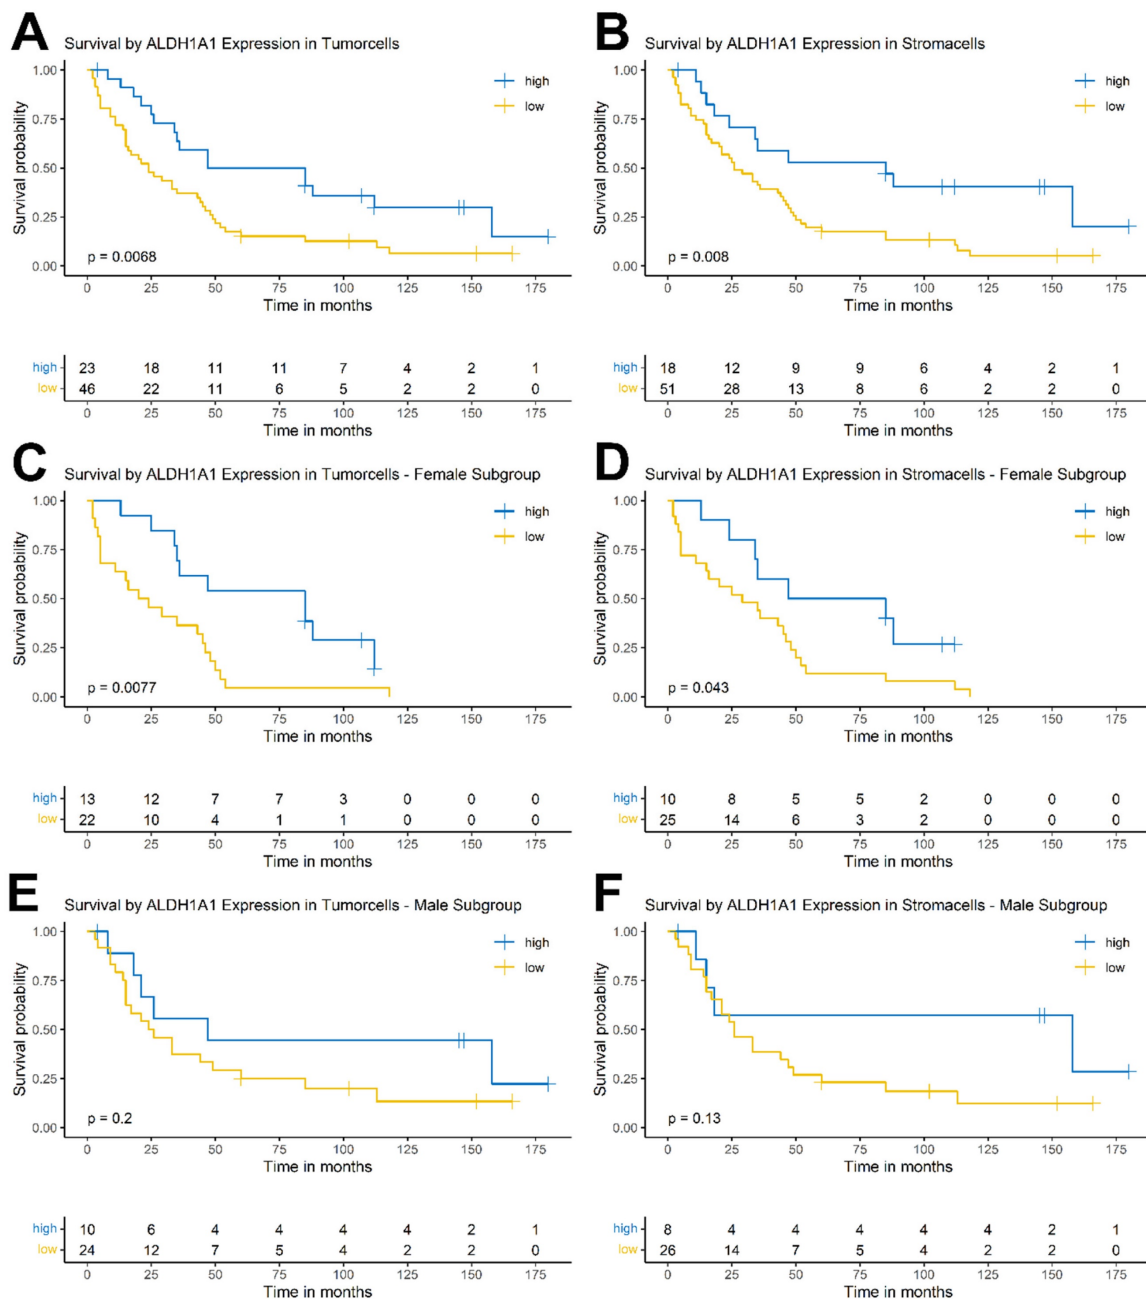 A
Survival by ALDH1A1 Expression in Tumorcells
Survival probability
1.00
0.75
0.50
0.25
0.00
high
low
p = 0.0068
0 25 50 75 100 125 150 175
Time in months
high 23 18 11 11 7 4 2 1
low 46 22 11 6 5 2 2 0
0 25 50 75 100 125 150 175
Time in months
B
Survival by ALDH1A1 Expression in Stromacells
Survival probability
1.00
0.75
0.50
0.25
0.00
high
low
p = 0.008
0 25 50 75 100 125 150 175
Time in months
high 18 12 9 9 6 4 2 1
low 51 28 13 8 6 2 2 0
0 25 50 75 100 125 150 175
Time in months
C
Survival by ALDH1A1 Expression in Tumorcells - Female Subgroup
Survival probability
1.00
0.75
0.50
0.25
0.00
high
low
p = 0.0077
0 25 50 75 100 125 150 175
Time in months
high 13 12 7 7 3 0 0 0
low 22 10 4 1 1 0 0 0
0 25 50 75 100 125 150 175
Time in months
D
Survival by ALDH1A1 Expression in Stromacells - Female Subgroup
Survival probability
1.00
0.75
0.50
0.25
0.00
high
low
p = 0.043
0 25 50 75 100 125 150 175
Time in months
high 10 8 5 5 2 0 0 0
low 25 14 6 3 2 0 0 0
0 25 50 75 100 125 150 175
Time in months
E
Survival by ALDH1A1 Expression in Tumorcells - Male Subgroup
Survival probability
1.00
0.75
0.50
0.25
0.00
high
low
p = 0.2
0 25 50 75 100 125 150 175
Time in months
high 10 6 4 4 4 4 2 1
low 24 12 7 5 4 2 2 0
0 25 50 75 100 125 150 175
Time in months
F
Survival by ALDH1A1 Expression in Stromacells - Male Subgroup
Survival probability
1.00
0.75
0.50
0.25
0.00
high
low
p = 0.13
0 25 50 75 100 125 150 175
Time in months
high 8 4 4 4 4 4 2 1
low 26 14 7 5 4 2 2 0
0 25 50 75 100 125 150 175
Time in months